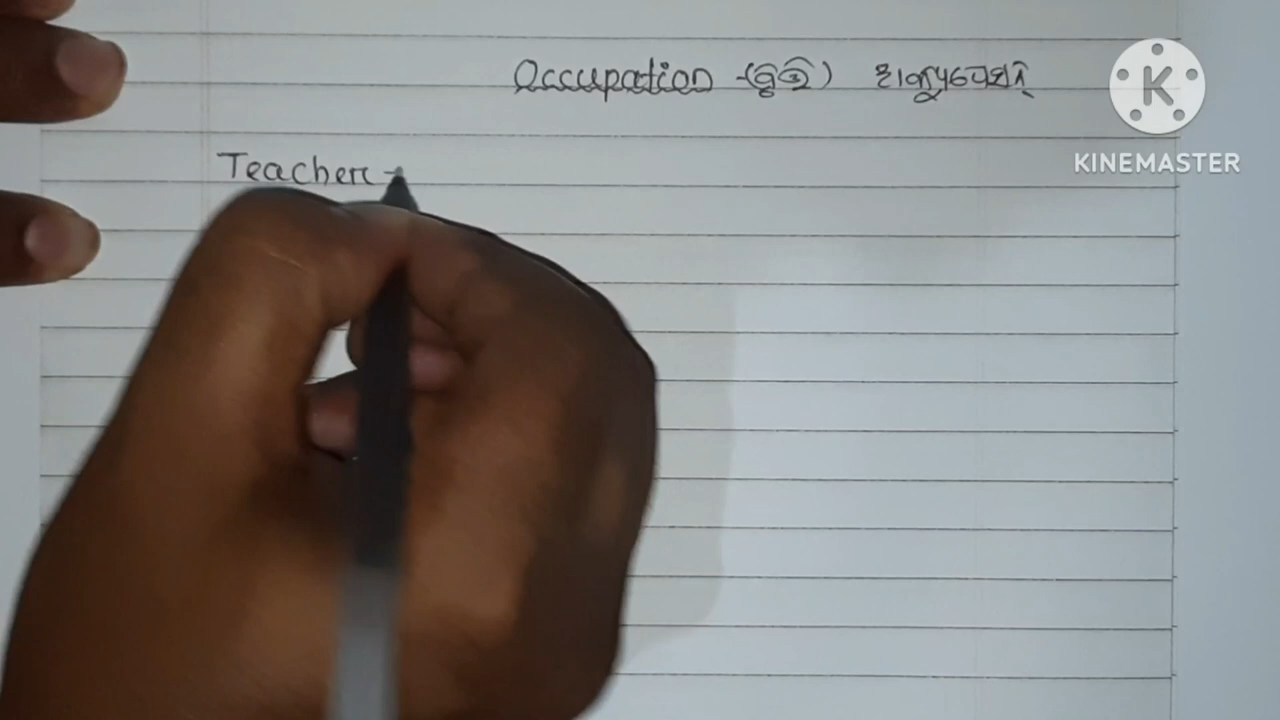 Occupation -(ବୃତ୍ତି)
Teacher -
K
KINEMASTER